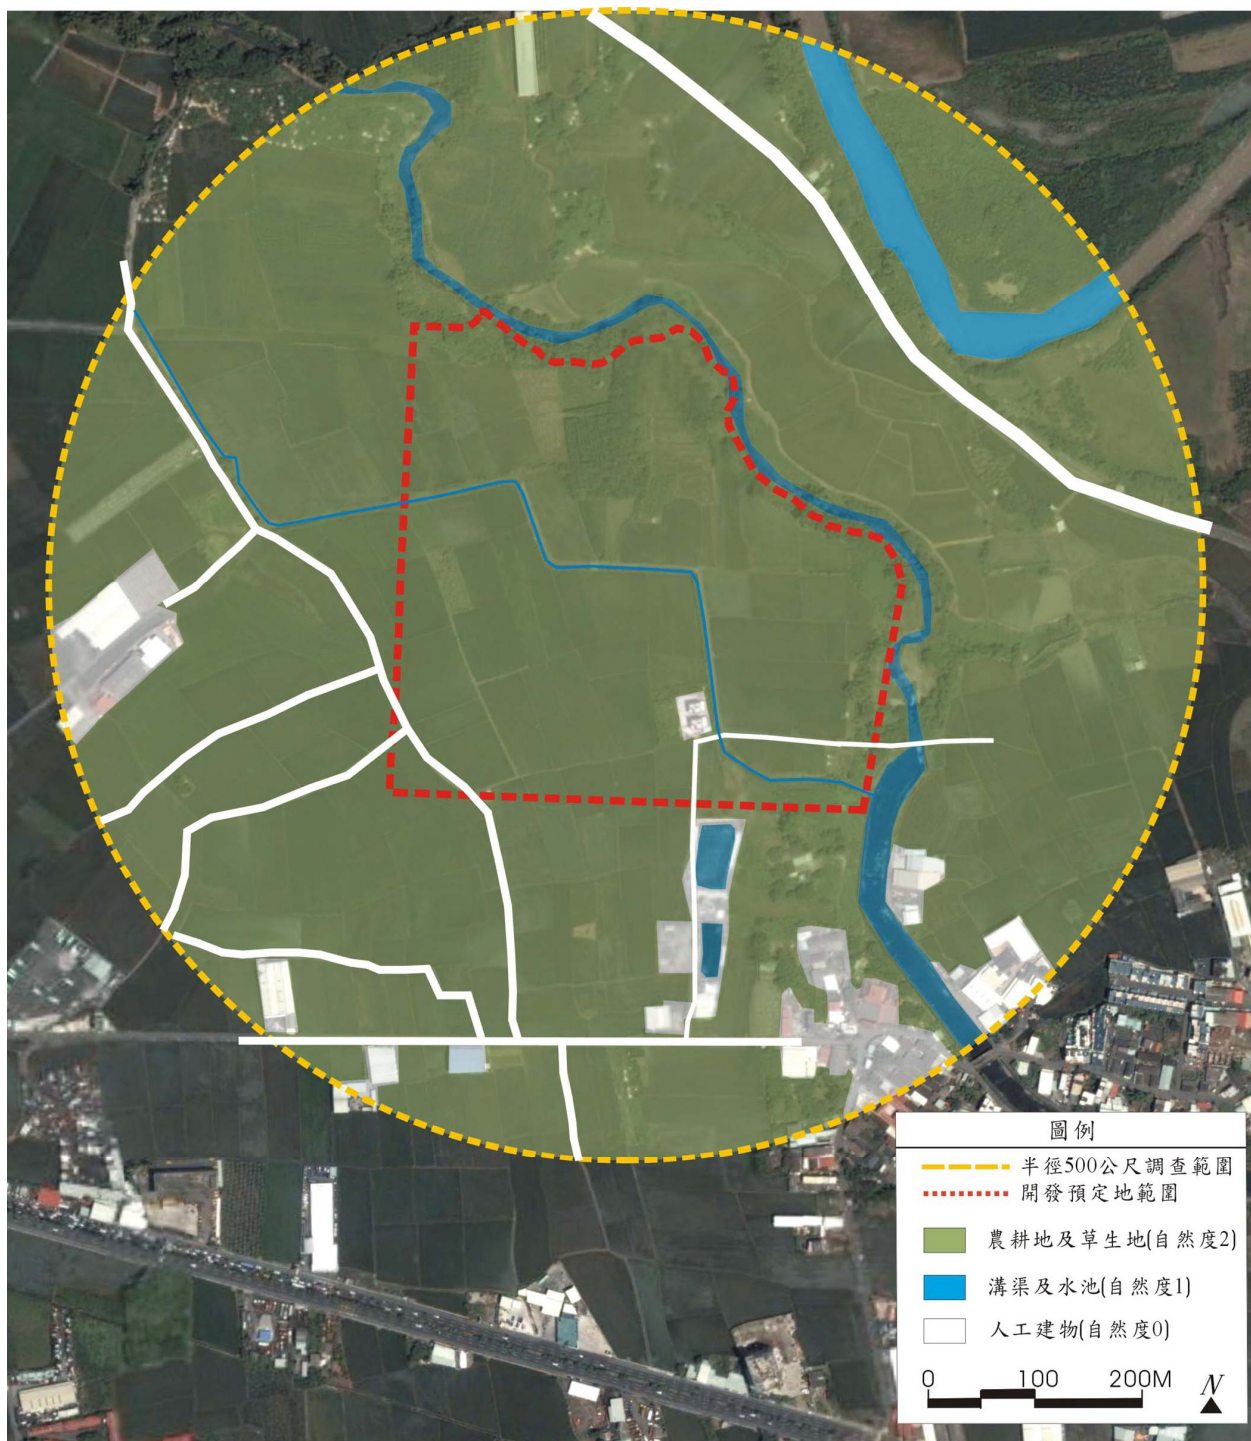 圖例
半徑500公尺調查範圍
開發預定地範圍
農耕地及草生地(自然度2)
溝渠及水池(自然度1)
人工建物(自然度0)
0 100 200M N